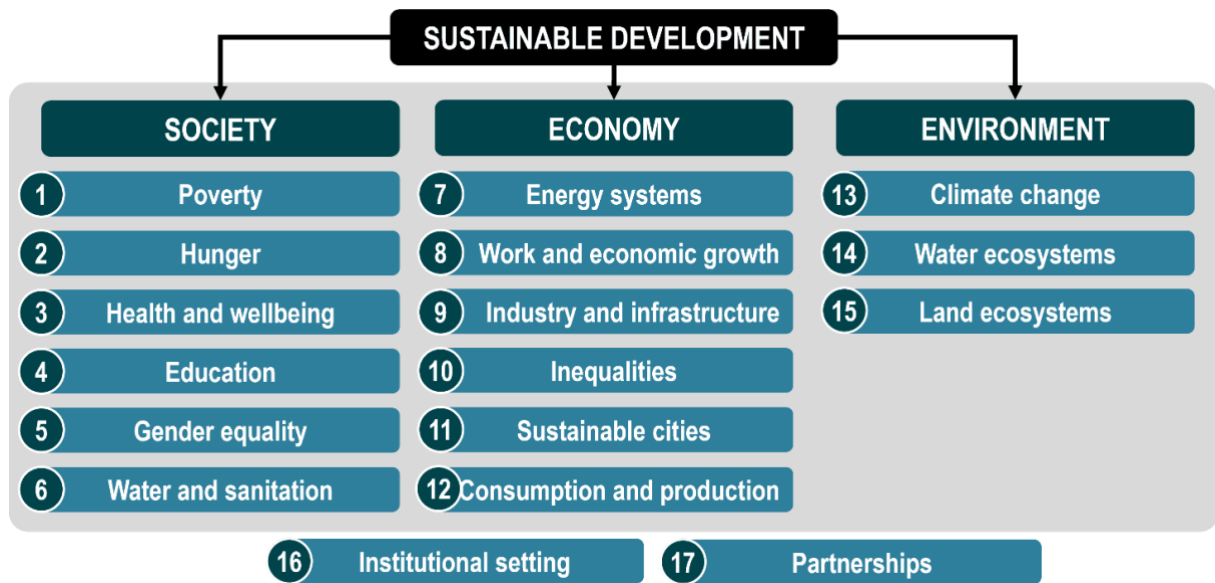 SUSTAINABLE DEVELOPMENT
SOCIETY
1 Poverty
2 Hunger
3 Health and wellbeing
4 Education
5 Gender equality
6 Water and sanitation
ECONOMY
7 Energy systems
8 Work and economic growth
9 Industry and infrastructure
10 Inequalities
11 Sustainable cities
12 Consumption and production
ENVIRONMENT
13 Climate change
14 Water ecosystems
15 Land ecosystems
16 Institutional setting
17 Partnerships